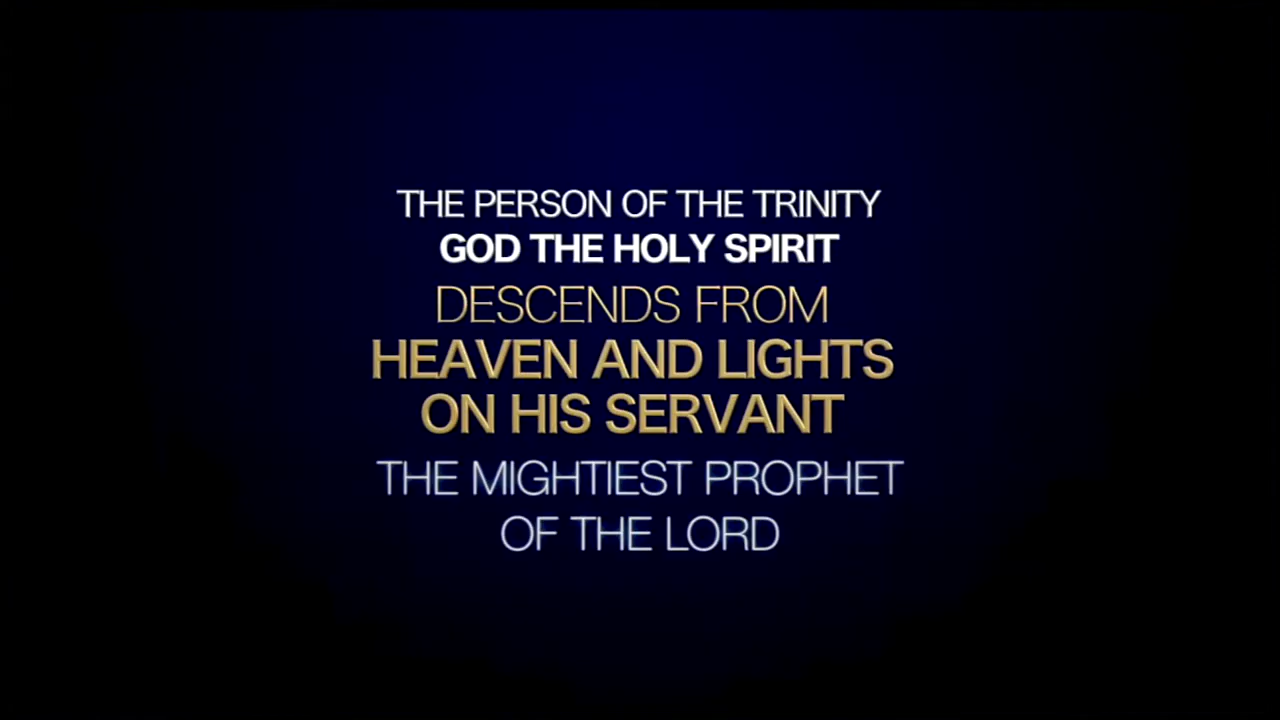 THE PERSON OF THE TRINITY
GOD THE HOLY SPIRIT
DESCENDS FROM
HEAVEN AND LIGHTS
ON HIS SERVANT
THE MIGHTIEST PROPHET
OF THE LORD